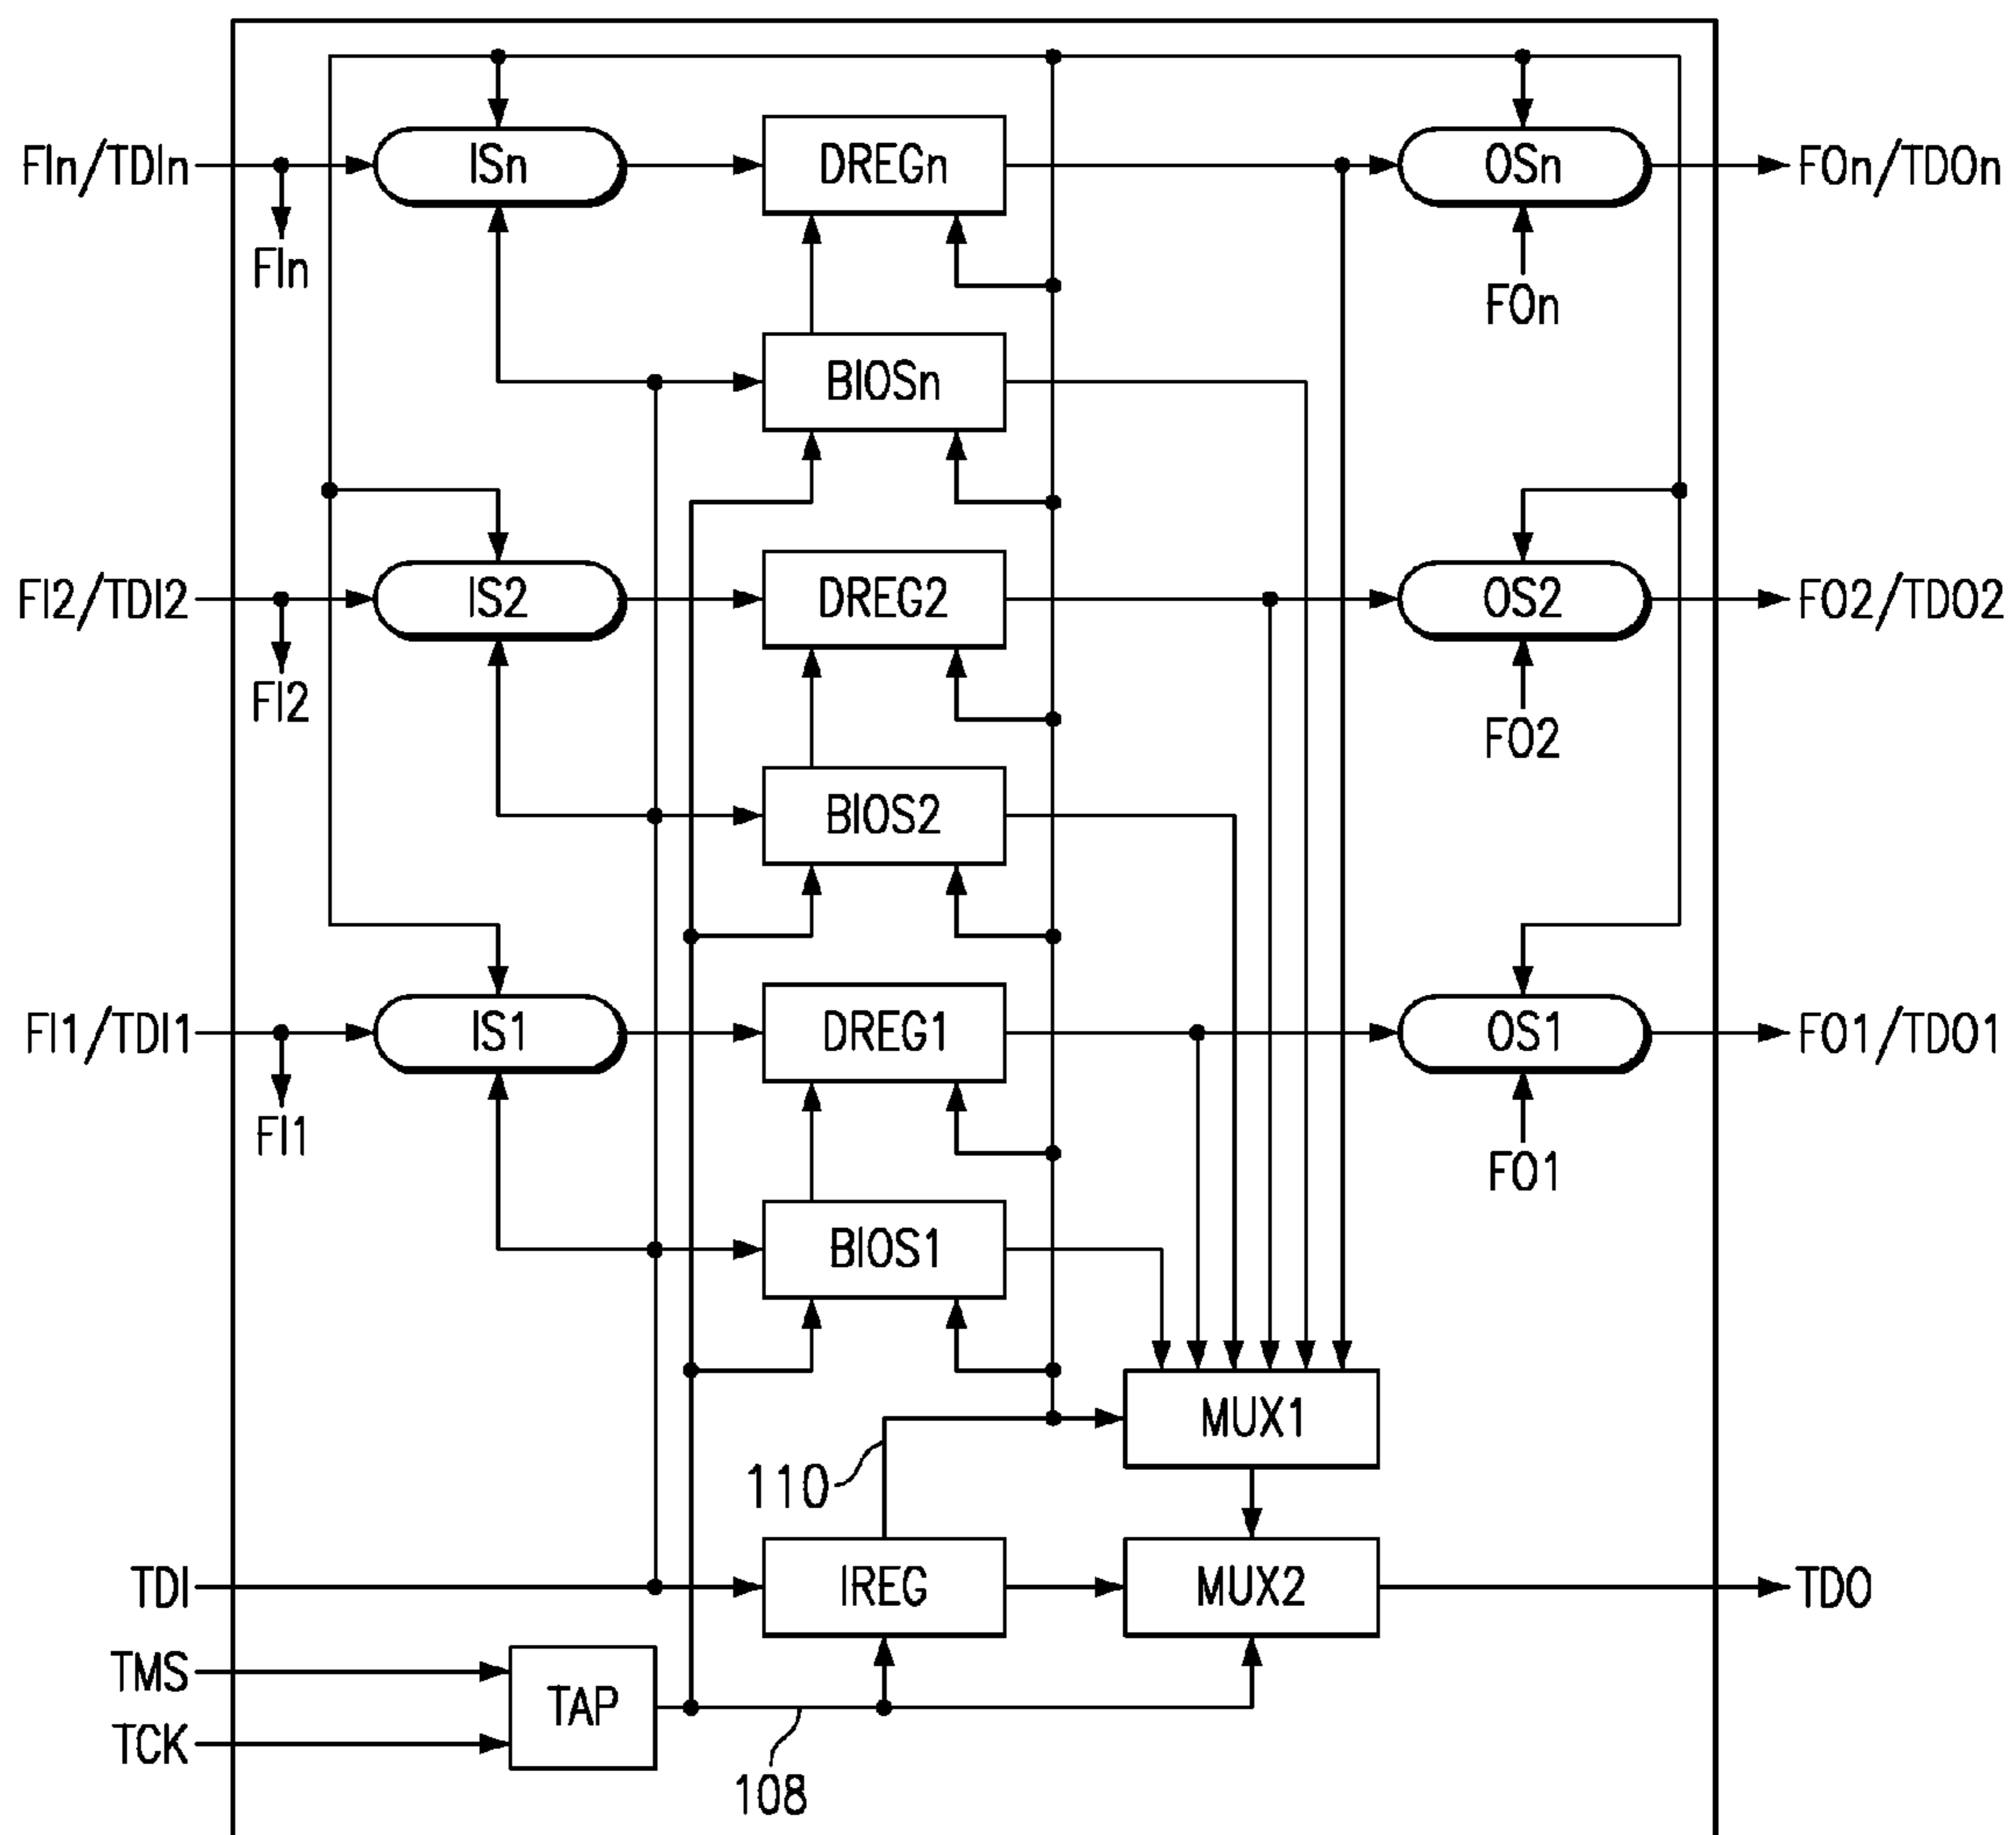 FIn/TDIn
ISn
DREGn
OSn
FOn/TDOn
FIn
FOn
BIOSn
FI2/TDI2
IS2
DREG2
OS2
FO2/TDO2
FI2
FO2
BIOS2
FI1/TDI1
IS1
DREG1
OS1
FO1/TDO1
FI1
FO1
BIOS1
MUX1
110
TDI
IREG
MUX2
TDO
TMS
TAP
TCK
108